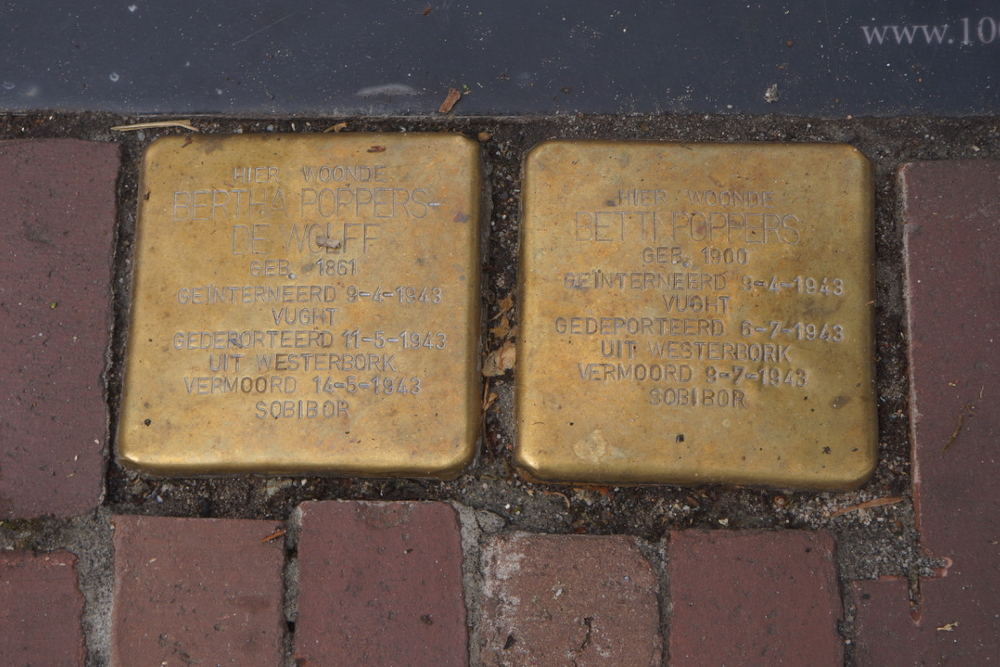 www.10
HIER WOONDE
BERTHA POPPERS-
DE WOLFF
GEB. 1861
GEÏNTERNEERD 9-4-1943
VUGHT
GEDEPORTEERD 11-5-1943
UIT WESTERBORK
VERMOORD 14-5-1943
SOBIBOR
HIER WOONDE
BETTI POPPERS
GEB. 1900
GEÏNTERNEERD 9-4-1943
VUGHT
GEDEPORTEERD 6-7-1943
UIT WESTERBORK
VERMOORD 9-7-1943
SOBIBOR